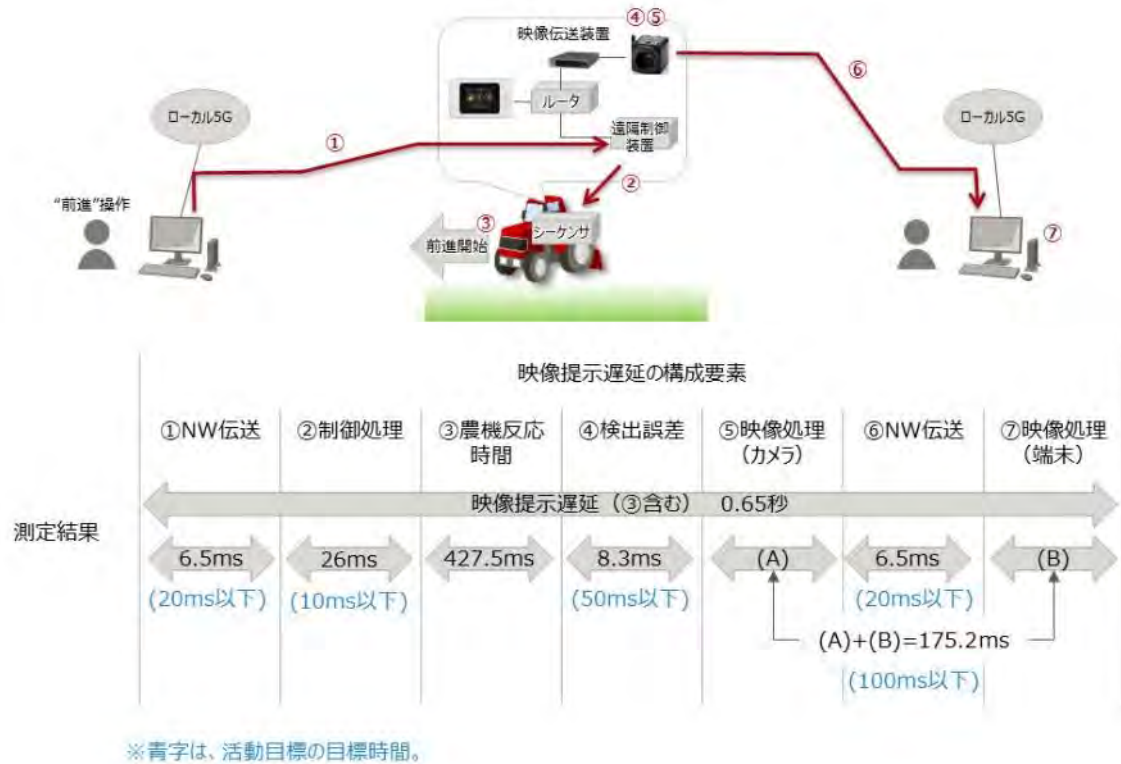 ④⑤
映像伝送装置
⑥
ルータ
ローカル5G
ローカル5G
①
遠隔制御
装置
②
"前進"操作
③
シーケンサ
⑦
前進開始
映像提示遅延の構成要素
①NW伝送
②制御処理
③農機反応
時間
④検出誤差
⑤映像処理
(カメラ)
⑥NW伝送
⑦映像処理
(端末)
映像提示遅延(③含む) 0.65秒
測定結果
6.5ms
26ms
427.5ms
8.3ms
(A)
6.5ms
(B)
(20ms以下)
(10ms以下)
(50ms以下)
(20ms以下)
(A)+(B)=175.2ms
(100ms以下)
※青字は、活動目標の目標時間。